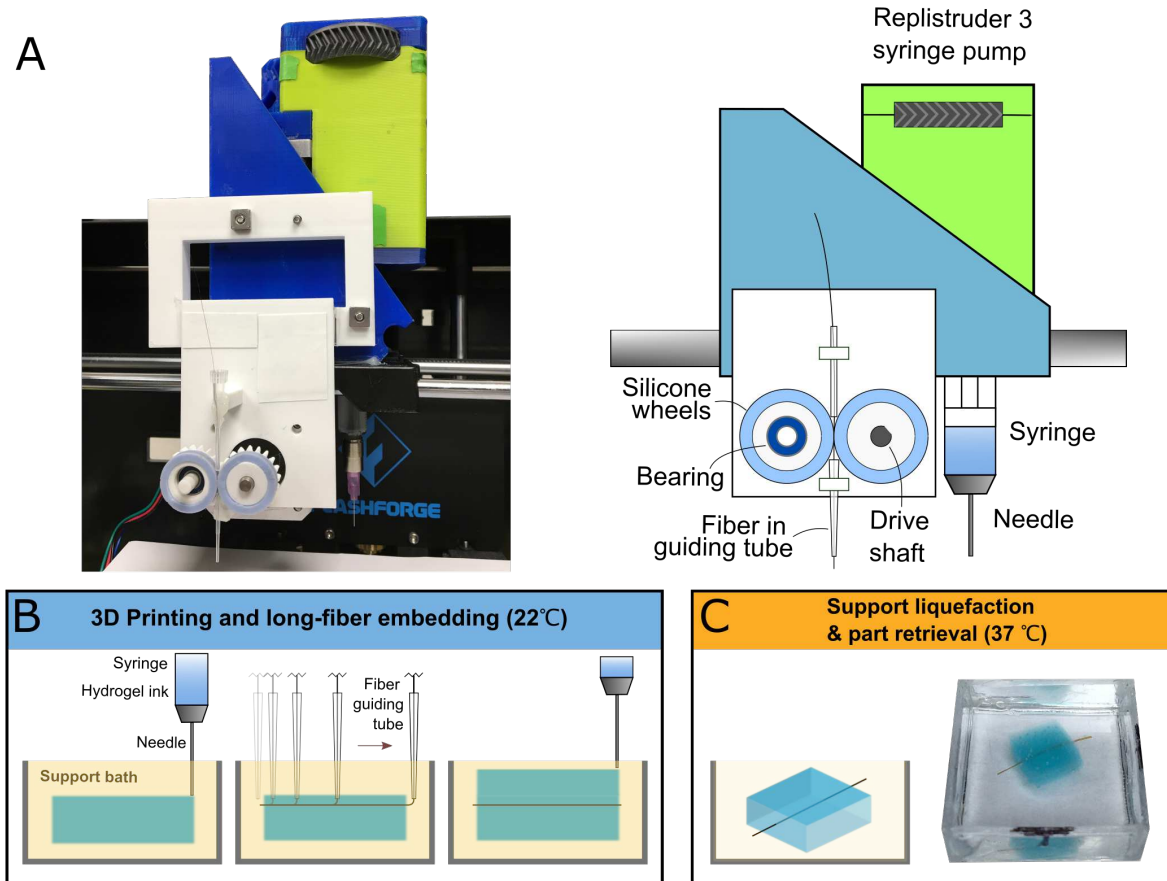 A
Replistruder 3
syringe pump
Silicone
wheels
Bearing
Fiber in
guiding tube
Drive
shaft
Syringe
Needle
LASHFORGE
B
3D Printing and long-fiber embedding (22℃)
Syringe
Hydrogel ink
Needle
Fiber
guiding
tube
Support bath
C
Support liquefaction
& part retrieval (37 ℃)